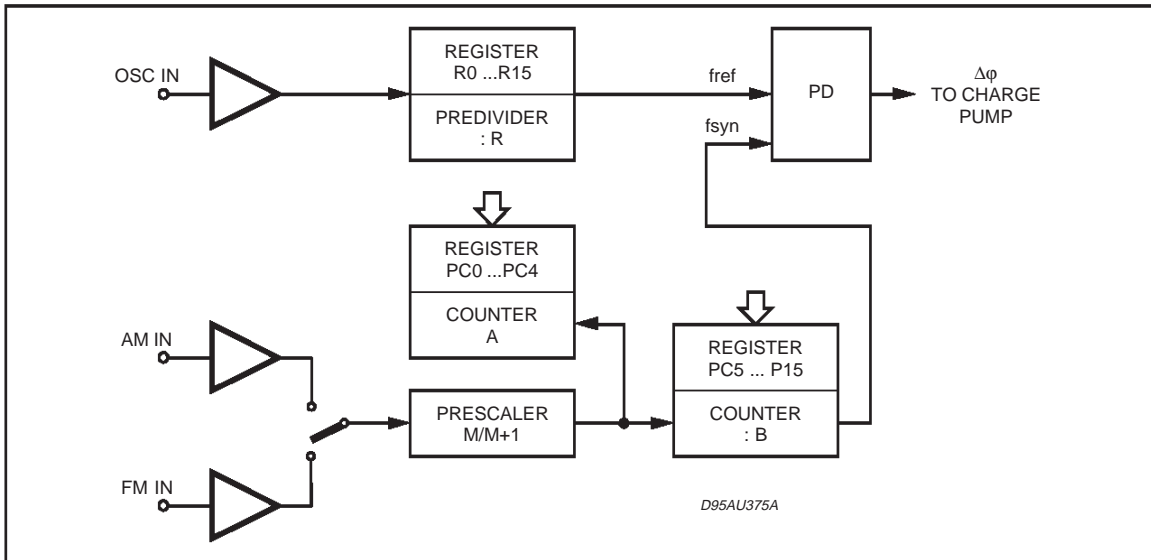 OSC IN
REGISTER
R0 ...R15
PREDIVIDER
: R
fref
fsyn
PD
Δφ
TO CHARGE
PUMP
REGISTER
PC0 ...PC4
COUNTER
A
AM IN
FM IN
PRESCALER
M/M+1
REGISTER
PC5 ... P15
COUNTER
: B
D95AU375A